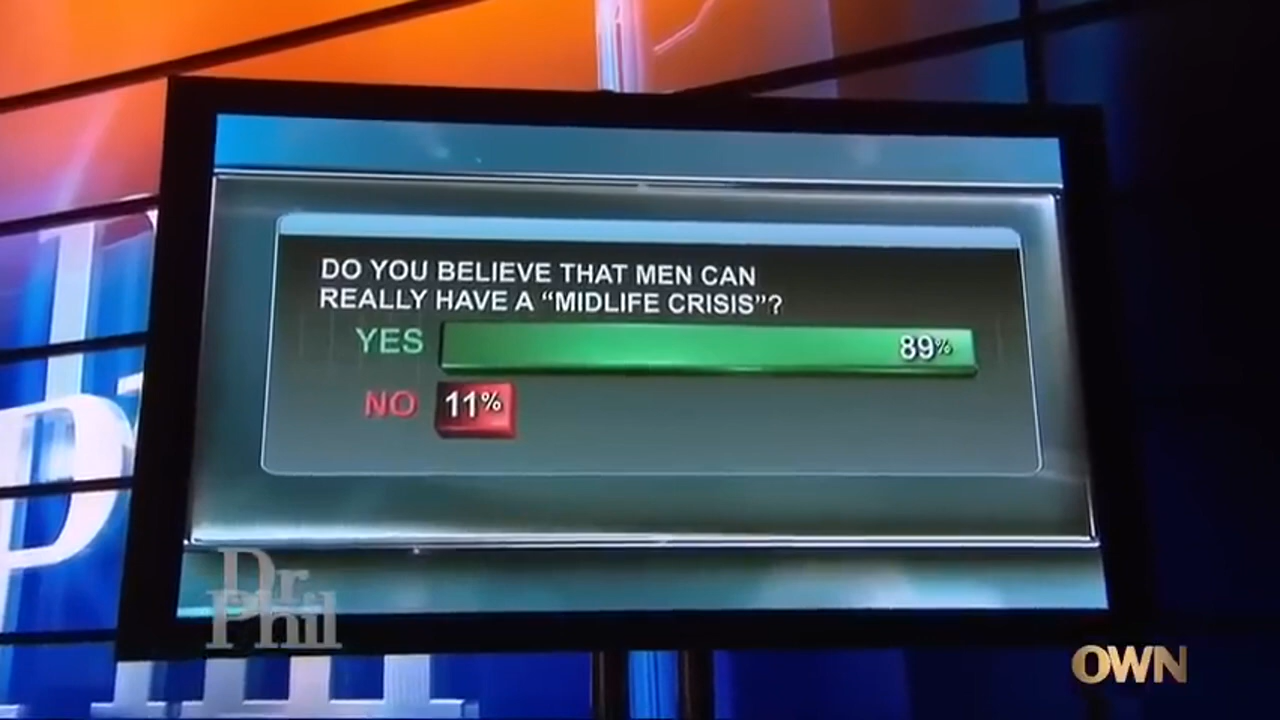 DO YOU BELIEVE THAT MEN CAN
REALLY HAVE A “MIDLIFE CRISIS”?
YES 89%
NO 11%
P
Dr.
Phil
OWN